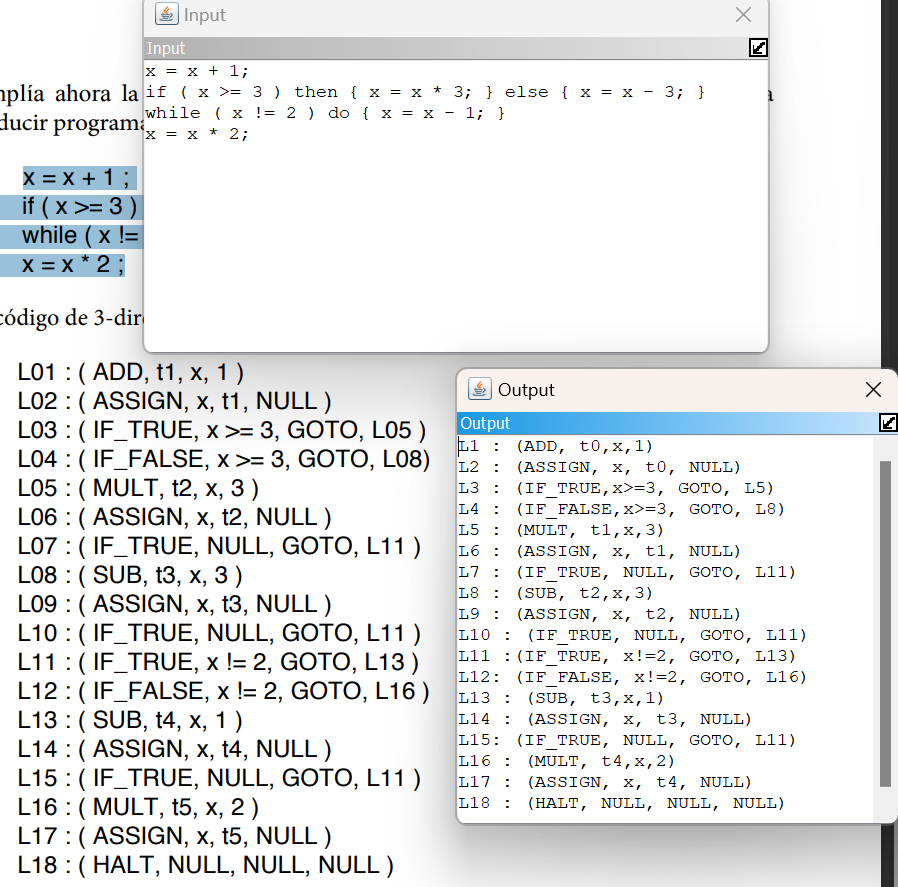 Input
Input
x = x + 1;
if ( x >= 3 ) then { x = x * 3; } else { x = x - 3; }
while ( x != 2 ) do { x = x - 1; }
x = x * 2;
ahora la
x = x + 1 ;
if ( x >= 3 )
while ( x !=
x = x * 2 ;
código de
L01 : ( ADD, t1, x, 1 )
L02 : ( ASSIGN, x, t1, NULL )
L03 : ( IF_TRUE, x >= 3, GOTO, L05 )
L04 : ( IF_FALSE, x >= 3, GOTO, L08)
L05 : ( MULT, t2, x, 3 )
L06 : ( ASSIGN, x, t2, NULL )
L07 : ( IF_TRUE, NULL, GOTO, L11 )
L08 : ( SUB, t3, x, 3 )
L09 : ( ASSIGN, x, t3, NULL )
L10 : ( IF_TRUE, NULL, GOTO, L11 )
L11 : ( IF_TRUE, x != 2, GOTO, L13 )
L12 : ( IF_FALSE, x != 2, GOTO, L16 )
L13 : ( SUB, t4, x, 1 )
L14 : ( ASSIGN, x, t4, NULL )
L15 : ( IF_TRUE, NULL, GOTO, L11 )
L16 : ( MULT, t5, x, 2 )
L17 : ( ASSIGN, x, t5, NULL )
L18 : ( HALT, NULL, NULL, NULL )
Output
Output
L1 : (ADD, t0,x,1)
L2 : (ASSIGN, x, t0, NULL)
L3 : (IF_TRUE,x>=3, GOTO, L5)
L4 : (IF_FALSE,x>=3, GOTO, L8)
L5 : (MULT, t1,x,3)
L6 : (ASSIGN, x, t1, NULL)
L7 : (IF_TRUE, NULL, GOTO, L11)
L8 : (SUB, t2,x,3)
L9 : (ASSIGN, x, t2, NULL)
L10 : (IF_TRUE, NULL, GOTO, L11)
L11 :(IF_TRUE, x!=2, GOTO, L13)
L12: (IF_FALSE, x!=2, GOTO, L16)
L13 : (SUB, t3,x,1)
L14 : (ASSIGN, x, t3, NULL)
L15: (IF_TRUE, NULL, GOTO, L11)
L16 : (MULT, t4,x,2)
L17 : (ASSIGN, x, t4, NULL)
L18 : (HALT, NULL, NULL, NULL)